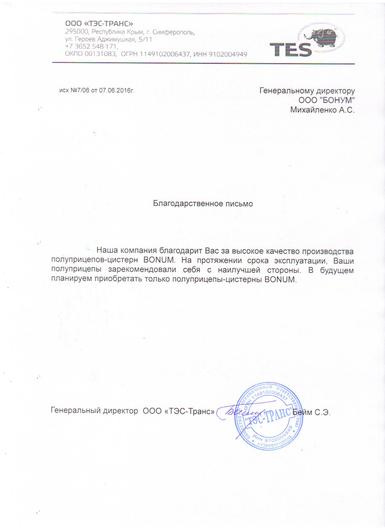 ООО «ТЭС-ТРАНС»
295000, Республика Крым, г. Симферополь,
ул. Героев Аджимушкая, 5/11
+7 3652 548 171,
ОКПО 00131083, ОГРН 1149102006437, ИНН 9102004949
TES
исх №7/06 от 07.06.2016г.
Генеральному директору
ООО "БОНУМ"
Михайленко А.С.
Благодарственное письмо
Наша компания благодарит Вас за высокое качество производства
полуприцепов-цистерн BONUM. На протяжении срока эксплуатации, Ваши
полуприцепы зарекомендовали себя с наилучшей стороны. В будущем
планируем приобретать только полуприцепы-цистерны BONUM.
Генеральный директор ООО «ТЭС-Транс»
Бейм С.Э.
ТЭС-ТРАНС